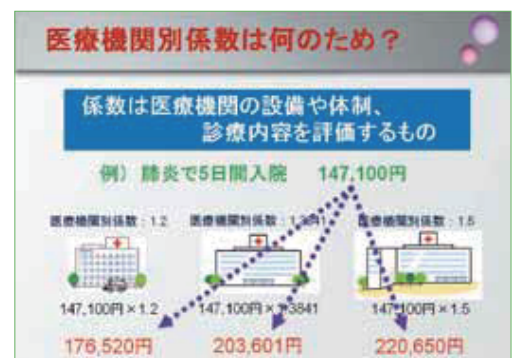 医療機関別係数は何のため？
係数は医療機関の設備や体制、
診療内容を評価するもの
例）肺炎で5日間入院　147,100円
医療機関別係数：1.2　医療機関別係数：1.3841　医療機関別係数：1.5
147,100円×1.2　147,100円×1.3841　147,100円×1.5
176,520円　203,601円　220,650円